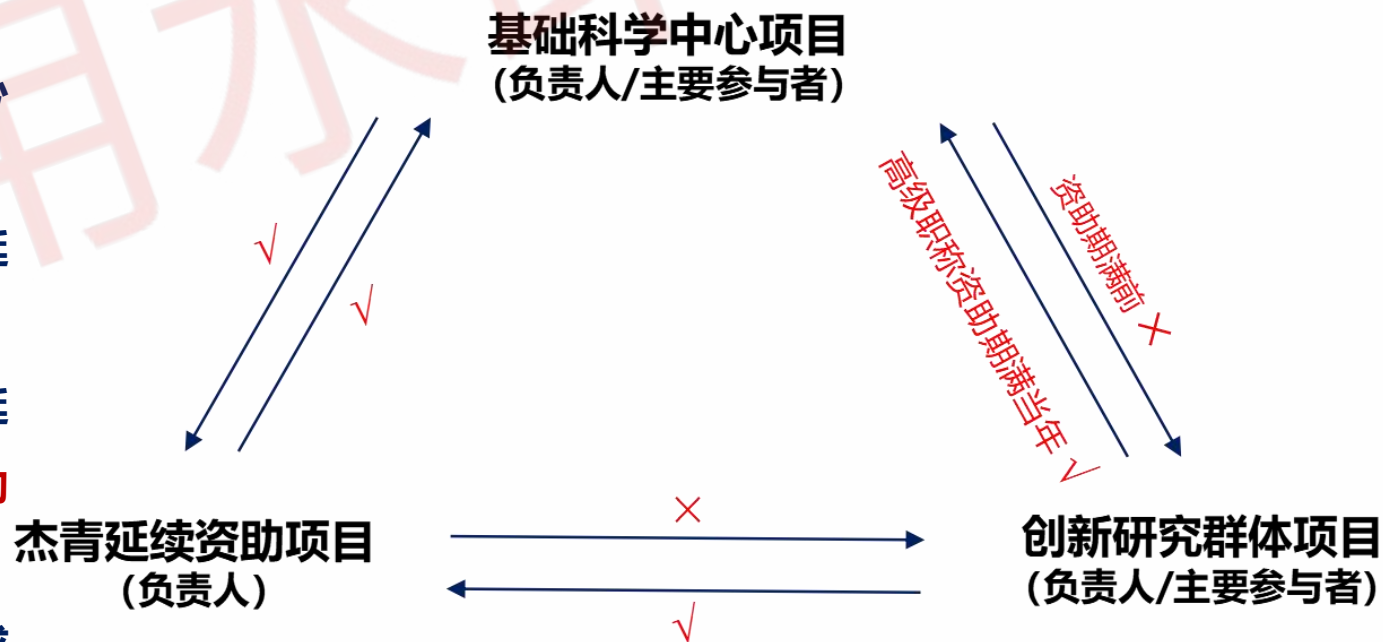 基础科学中心项目
(负责人/主要参与者)
高级职称资助期满当年 √
资助期满前 ×
√
√
×
杰青延续资助项目
(负责人)
创新研究群体项目
(负责人/主要参与者)
√